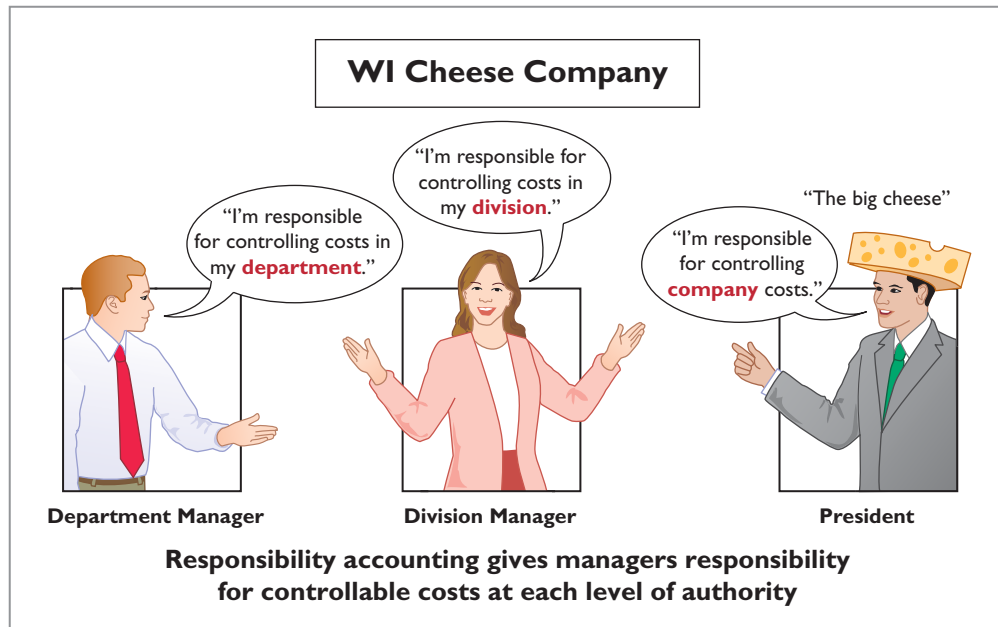 WI Cheese Company
“I’m responsible
for controlling costs in
my department.”
“I’m responsible for
controlling costs in
my division.”
“The big cheese”
“I’m responsible
for controlling
company costs.”
Department Manager
Division Manager
President
Responsibility accounting gives managers responsibility
for controllable costs at each level of authority